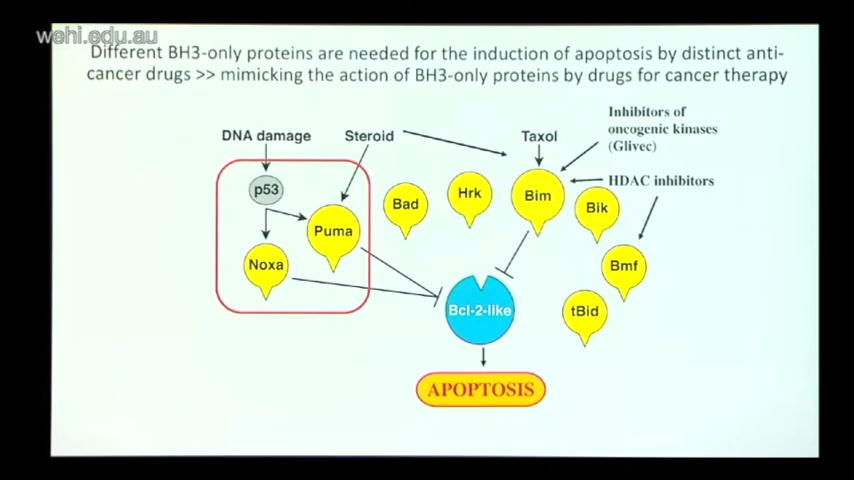 wehi.edu.au
Different BH3-only proteins are needed for the induction of apoptosis by distinct anti-
cancer drugs >> mimicking the action of BH3-only proteins by drugs for cancer therapy
Inhibitors of
oncogenic kinases
(Glivec)
DNA damage
Steroid
Taxol
HDAC inhibitors
p53
Bad
Hrk
Bim
Bik
Puma
Noxa
Bmf
Bcl-2-like
tBid
APOPTOSIS